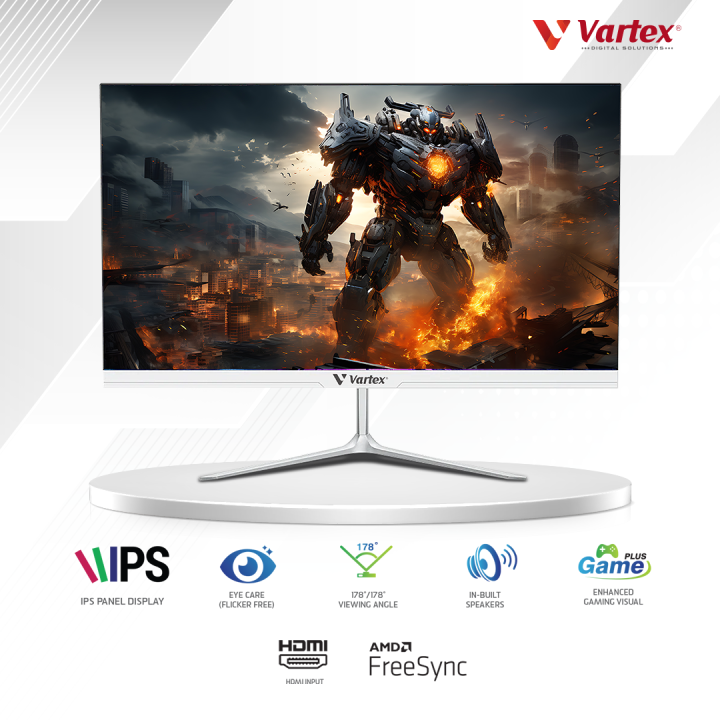 Vartex®
DIGITAL SOLUTIONS
Vartex
IPS
IPS PANEL DISPLAY
EYE CARE
(FLICKER FREE)
178°
178°/178°
VIEWING ANGLE
IN-BUILT
SPEAKERS
Game PLUS
ENHANCED
GAMING VISUAL
HDMI
HDMI INPUT
AMD
FreeSync